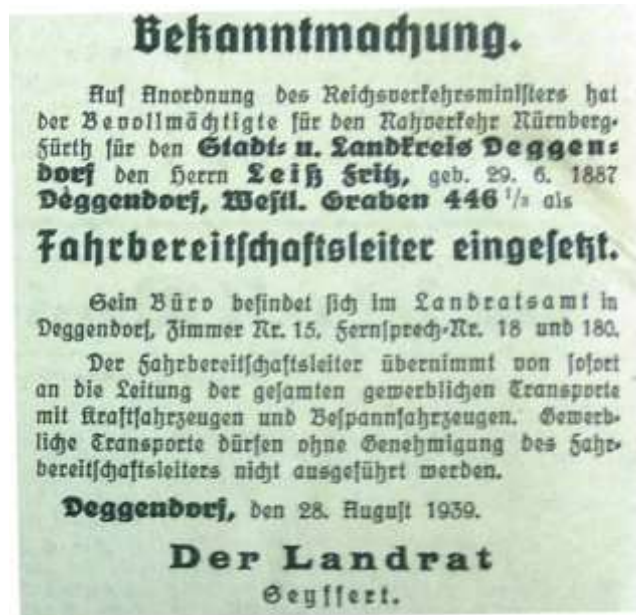 Bekanntmachung.
Auf Anordnung des Reichsverkehrsministers hat
der Bevollmächtigte für den Nahverkehr Nürnberg-
Fürth für den Stadt- u. Landkreis Deggen-
dorf den Herrn Leiß Fritz, geb. 29. 6. 1887
Deggendorf, Westl. Graben 446 1/2 als
Fahrbereitschaftsleiter eingesetzt.
Sein Büro befindet sich im Landratsamt in
Deggendorf, Zimmer Nr. 15. Fernsprech-Nr. 18 und 180.
Der Fahrbereitschaftsleiter übernimmt von sofort
an die Leitung der gesamten gewerblichen Transporte
mit Kraftfahrzeugen und Bespannfahrzeugen. Gewerb-
liche Transporte dürfen ohne Genehmigung des Fahr-
bereitschaftsleiters nicht ausgeführt werden.
Deggendorf, den 28. August 1939.
Der Landrat
Seyffert.